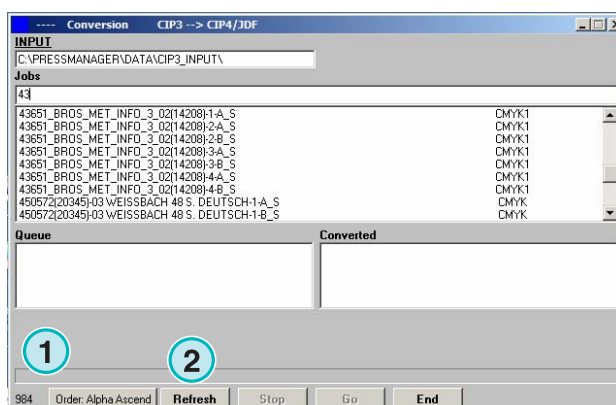 ---- Conversion CIP3 --> CIP4/JDF
INPUT
C:\PRESSMANAGER\DATA\CIP3_INPUT\
Jobs
43
43651_BROS_MET_INFO_3_02(14208)-1-A_S CMYK1
43651_BROS_MET_INFO_3_02(14208)-2-A_S CMYK1
43651_BROS_MET_INFO_3_02(14208)-2-B_S CMYK1
43651_BROS_MET_INFO_3_02(14208)-3-A_S CMYK1
43651_BROS_MET_INFO_3_02(14208)-3-B_S CMYK1
43651_BROS_MET_INFO_3_02(14208)-4-A_S CMYK1
43651_BROS_MET_INFO_3_02(14208)-4-B_S CMYK1
450572(20345)-03 WEISSBACH 48 S. DEUTSCH-1-A_S CMYK
450572(20345)-03 WEISSBACH 48 S. DEUTSCH-1-B_S CMYK
Queue Converted
1 2
984 Order: Alpha Ascend Refresh Stop Go End